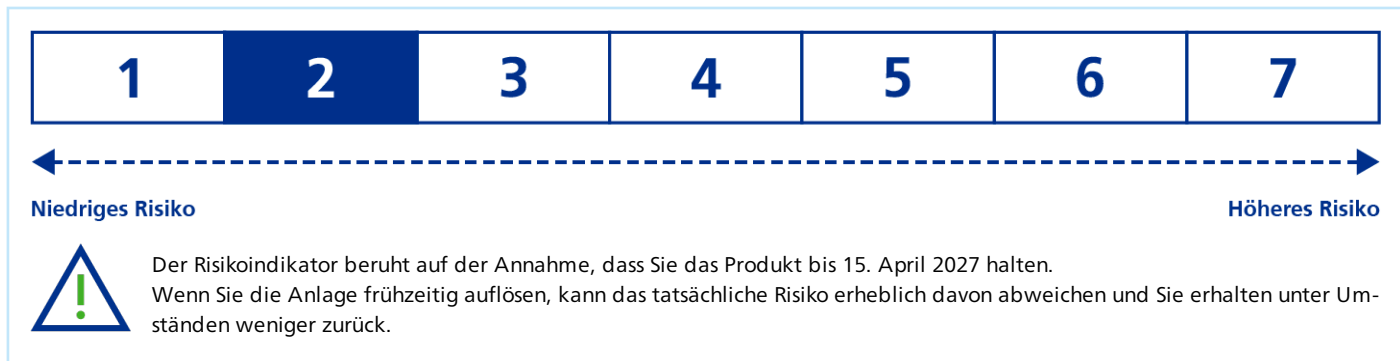 1 2 3 4 5 6 7
Niedriges Risiko Höheres Risiko
Der Risikoindikator beruht auf der Annahme, dass Sie das Produkt bis 15. April 2027 halten.
Wenn Sie die Anlage frühzeitig auflösen, kann das tatsächliche Risiko erheblich davon abweichen und Sie erhalten unter Um-
ständen weniger zurück.